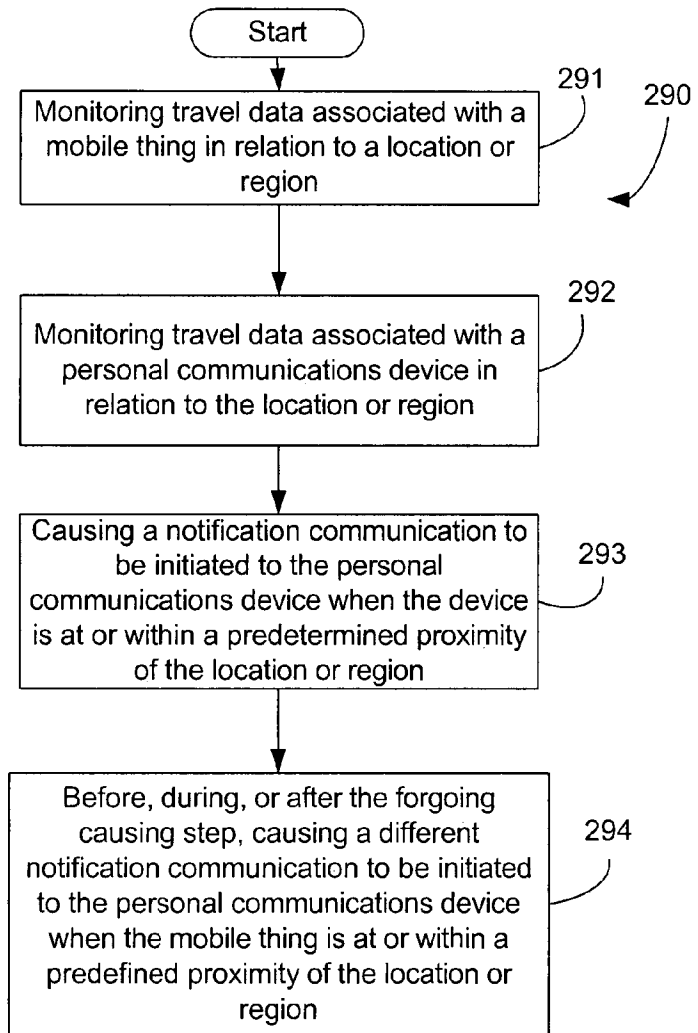 Start
291
290
Monitoring travel data associated with a
mobile thing in relation to a location or
region
292
Monitoring travel data associated with a
personal communications device in
relation to the location or region
Causing a notification communication to
be initiated to the personal
communications device when the device
is at or within a predetermined proximity
of the location or region
293
Before, during, or after the forgoing
causing step, causing a different
notification communication to be initiated
to the personal communications device
when the mobile thing is at or within a
predefined proximity of the location or
region
294